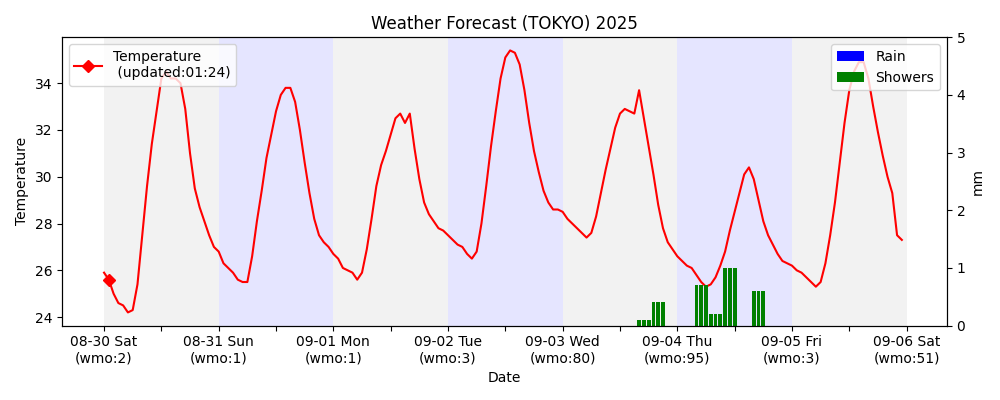 Weather Forecast (TOKYO) 2025
Temperature
(updated:01:24)
Rain
Showers
Temperature
34
32
30
28
26
24
5
4
3
2
1
0
mm
08-30 Sat
(wmo:2)
08-31 Sun
(wmo:1)
09-01 Mon
(wmo:1)
09-02 Tue
(wmo:3)
09-03 Wed
(wmo:80)
09-04 Thu
(wmo:95)
09-05 Fri
(wmo:3)
09-06 Sat
(wmo:51)
Date